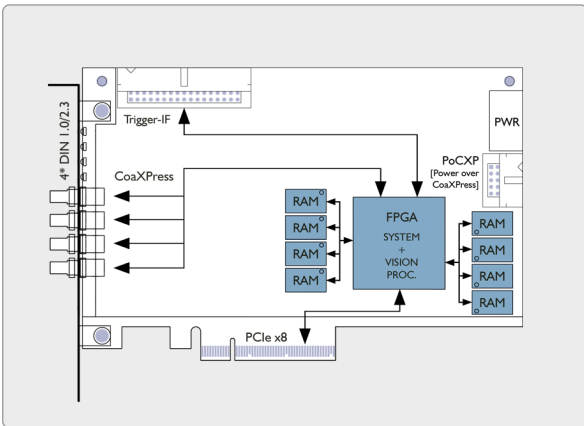 4* DIN 1.0/2.3
Trigger-IF
PWR
PoCXP
[Power over
CoaXPress]
CoaXPress
RAM
RAM
RAM
RAM
FPGA
SYSTEM
+
VISION
PROC.
RAM
RAM
RAM
RAM
PCIe x8